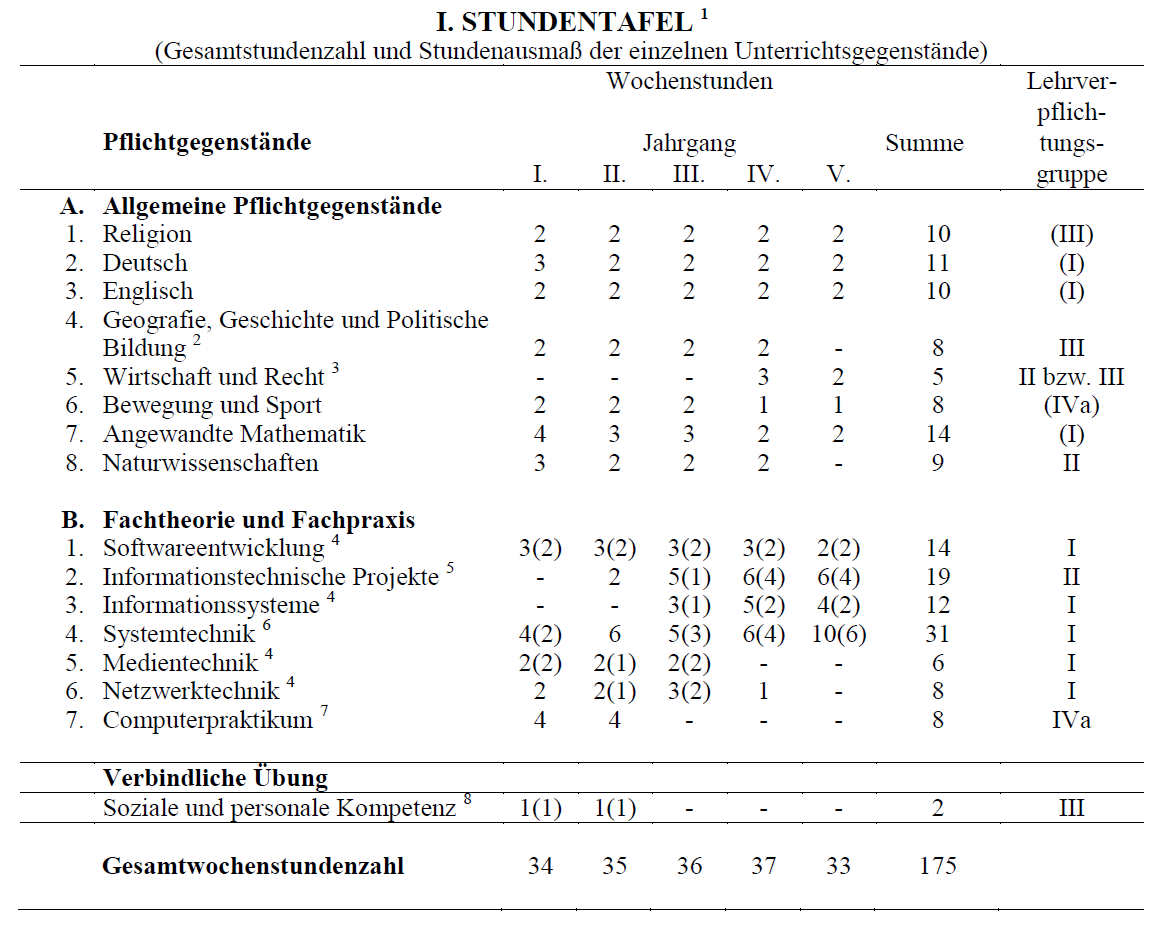 I. STUNDENTAFEL 1
(Gesamtstundenzahl und Stundenausmaß der einzelnen Unterrichtsgegenstände)
Wochenstunden Lehrver-
pflich-
Pflichtgegenstände Jahrgang Summe tungs-
I. II. III. IV. V. gruppe
A. Allgemeine Pflichtgegenstände
1. Religion 2 2 2 2 2 10 (III)
2. Deutsch 3 2 2 2 2 11 (I)
3. Englisch 2 2 2 2 2 10 (I)
4. Geografie, Geschichte und Politische
Bildung 2 2 2 2 2 - 8 III
5. Wirtschaft und Recht 3 - - - 3 2 5 II bzw. III
6. Bewegung und Sport 2 2 2 1 1 8 (IVa)
7. Angewandte Mathematik 4 3 3 2 2 14 (I)
8. Naturwissenschaften 3 2 2 2 - 9 II
B. Fachtheorie und Fachpraxis
1. Softwareentwicklung 4 3(2) 3(2) 3(2) 3(2) 2(2) 14 I
2. Informationstechnische Projekte 5 - 2 5(1) 6(4) 6(4) 19 II
3. Informationssysteme 4 - - 3(1) 5(2) 4(2) 12 I
4. Systemtechnik 6 4(2) 6 5(3) 6(4) 10(6) 31 I
5. Medientechnik 4 2(2) 2(1) 2(2) - - 6 I
6. Netzwerktechnik 4 2 2(1) 3(2) 1 - 8 I
7. Computerpraktikum 7 4 4 - - - 8 IVa
Verbindliche Übung
Soziale und personale Kompetenz 8 1(1) 1(1) - - - 2 III
Gesamtwochenstundenzahl 34 35 36 37 33 175